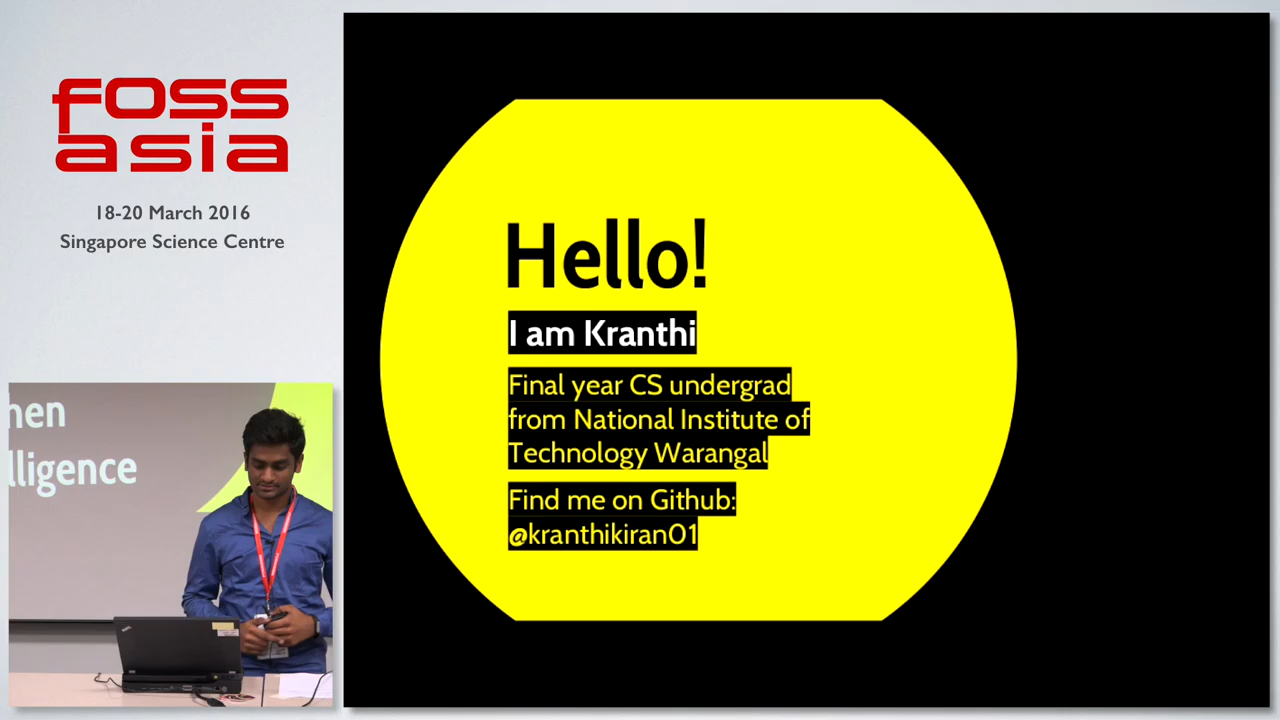 foss
asia
18-20 March 2016
Singapore Science Centre
Hello!
I am Kranthi
Final year CS undergrad
from National Institute of
Technology Warangal
Find me on Github:
@kranthikiran01
lligence